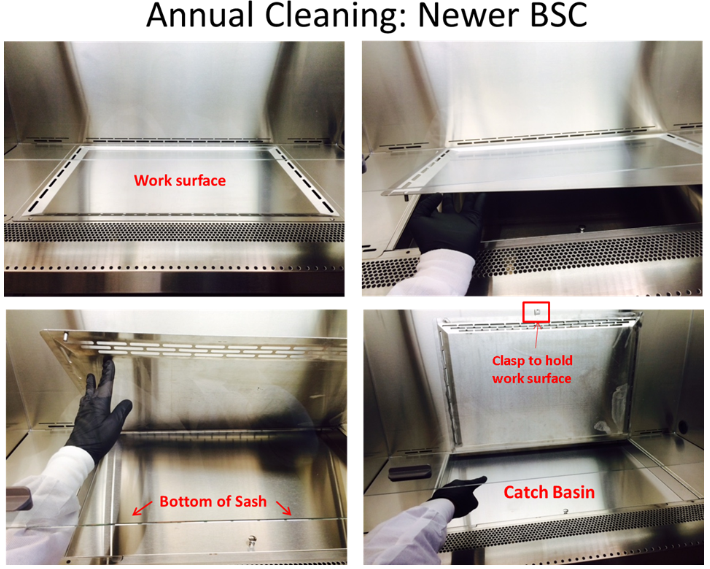 Annual Cleaning: Newer BSC
Work surface
Clasp to hold
work surface
Bottom of Sash
Catch Basin